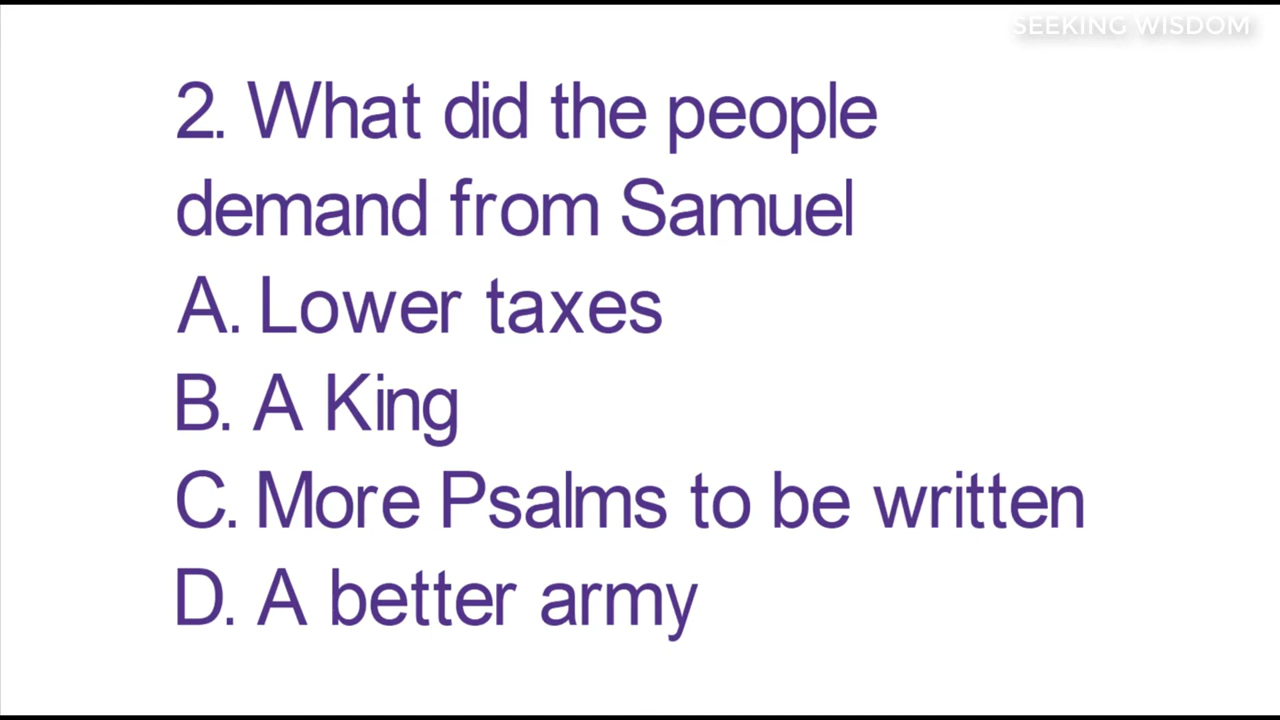 SEEKING WISDOM
2. What did the people
demand from Samuel
A. Lower taxes
B. A King
C. More Psalms to be written
D. A better army